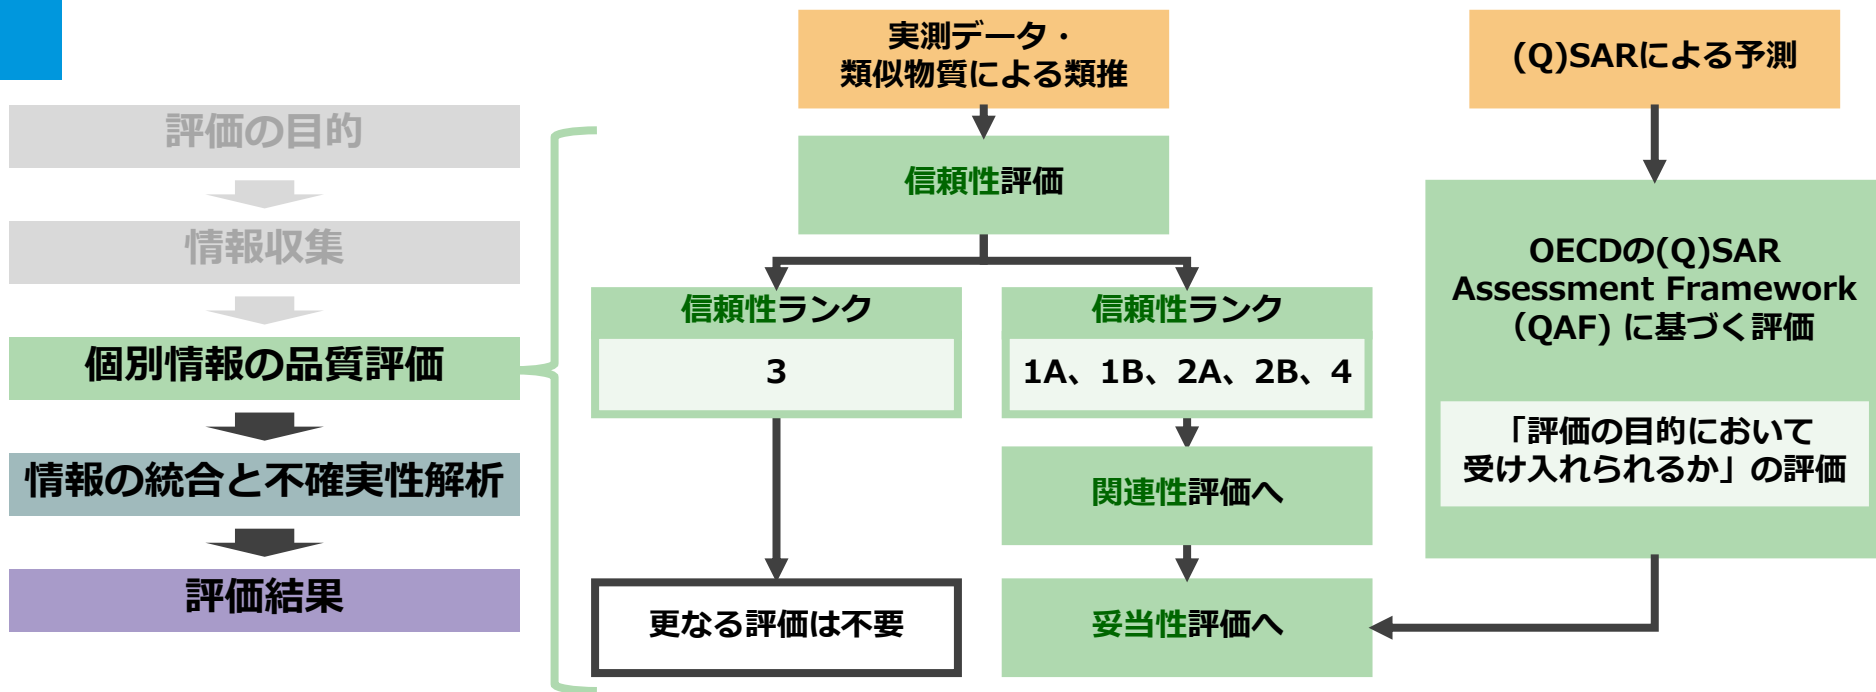 評価の目的
情報収集
個別情報の品質評価
情報の統合と不確実性解析
評価結果
実測データ・
類似物質による類推
信頼性評価
信頼性ランク
3
更なる評価は不要
信頼性ランク
1A、1B、2A、2B、4
関連性評価へ
妥当性評価へ
(Q)SARによる予測
OECDの(Q)SAR
Assessment Framework
（QAF) に基づく評価
「評価の目的において
受け入れられるか」の評価